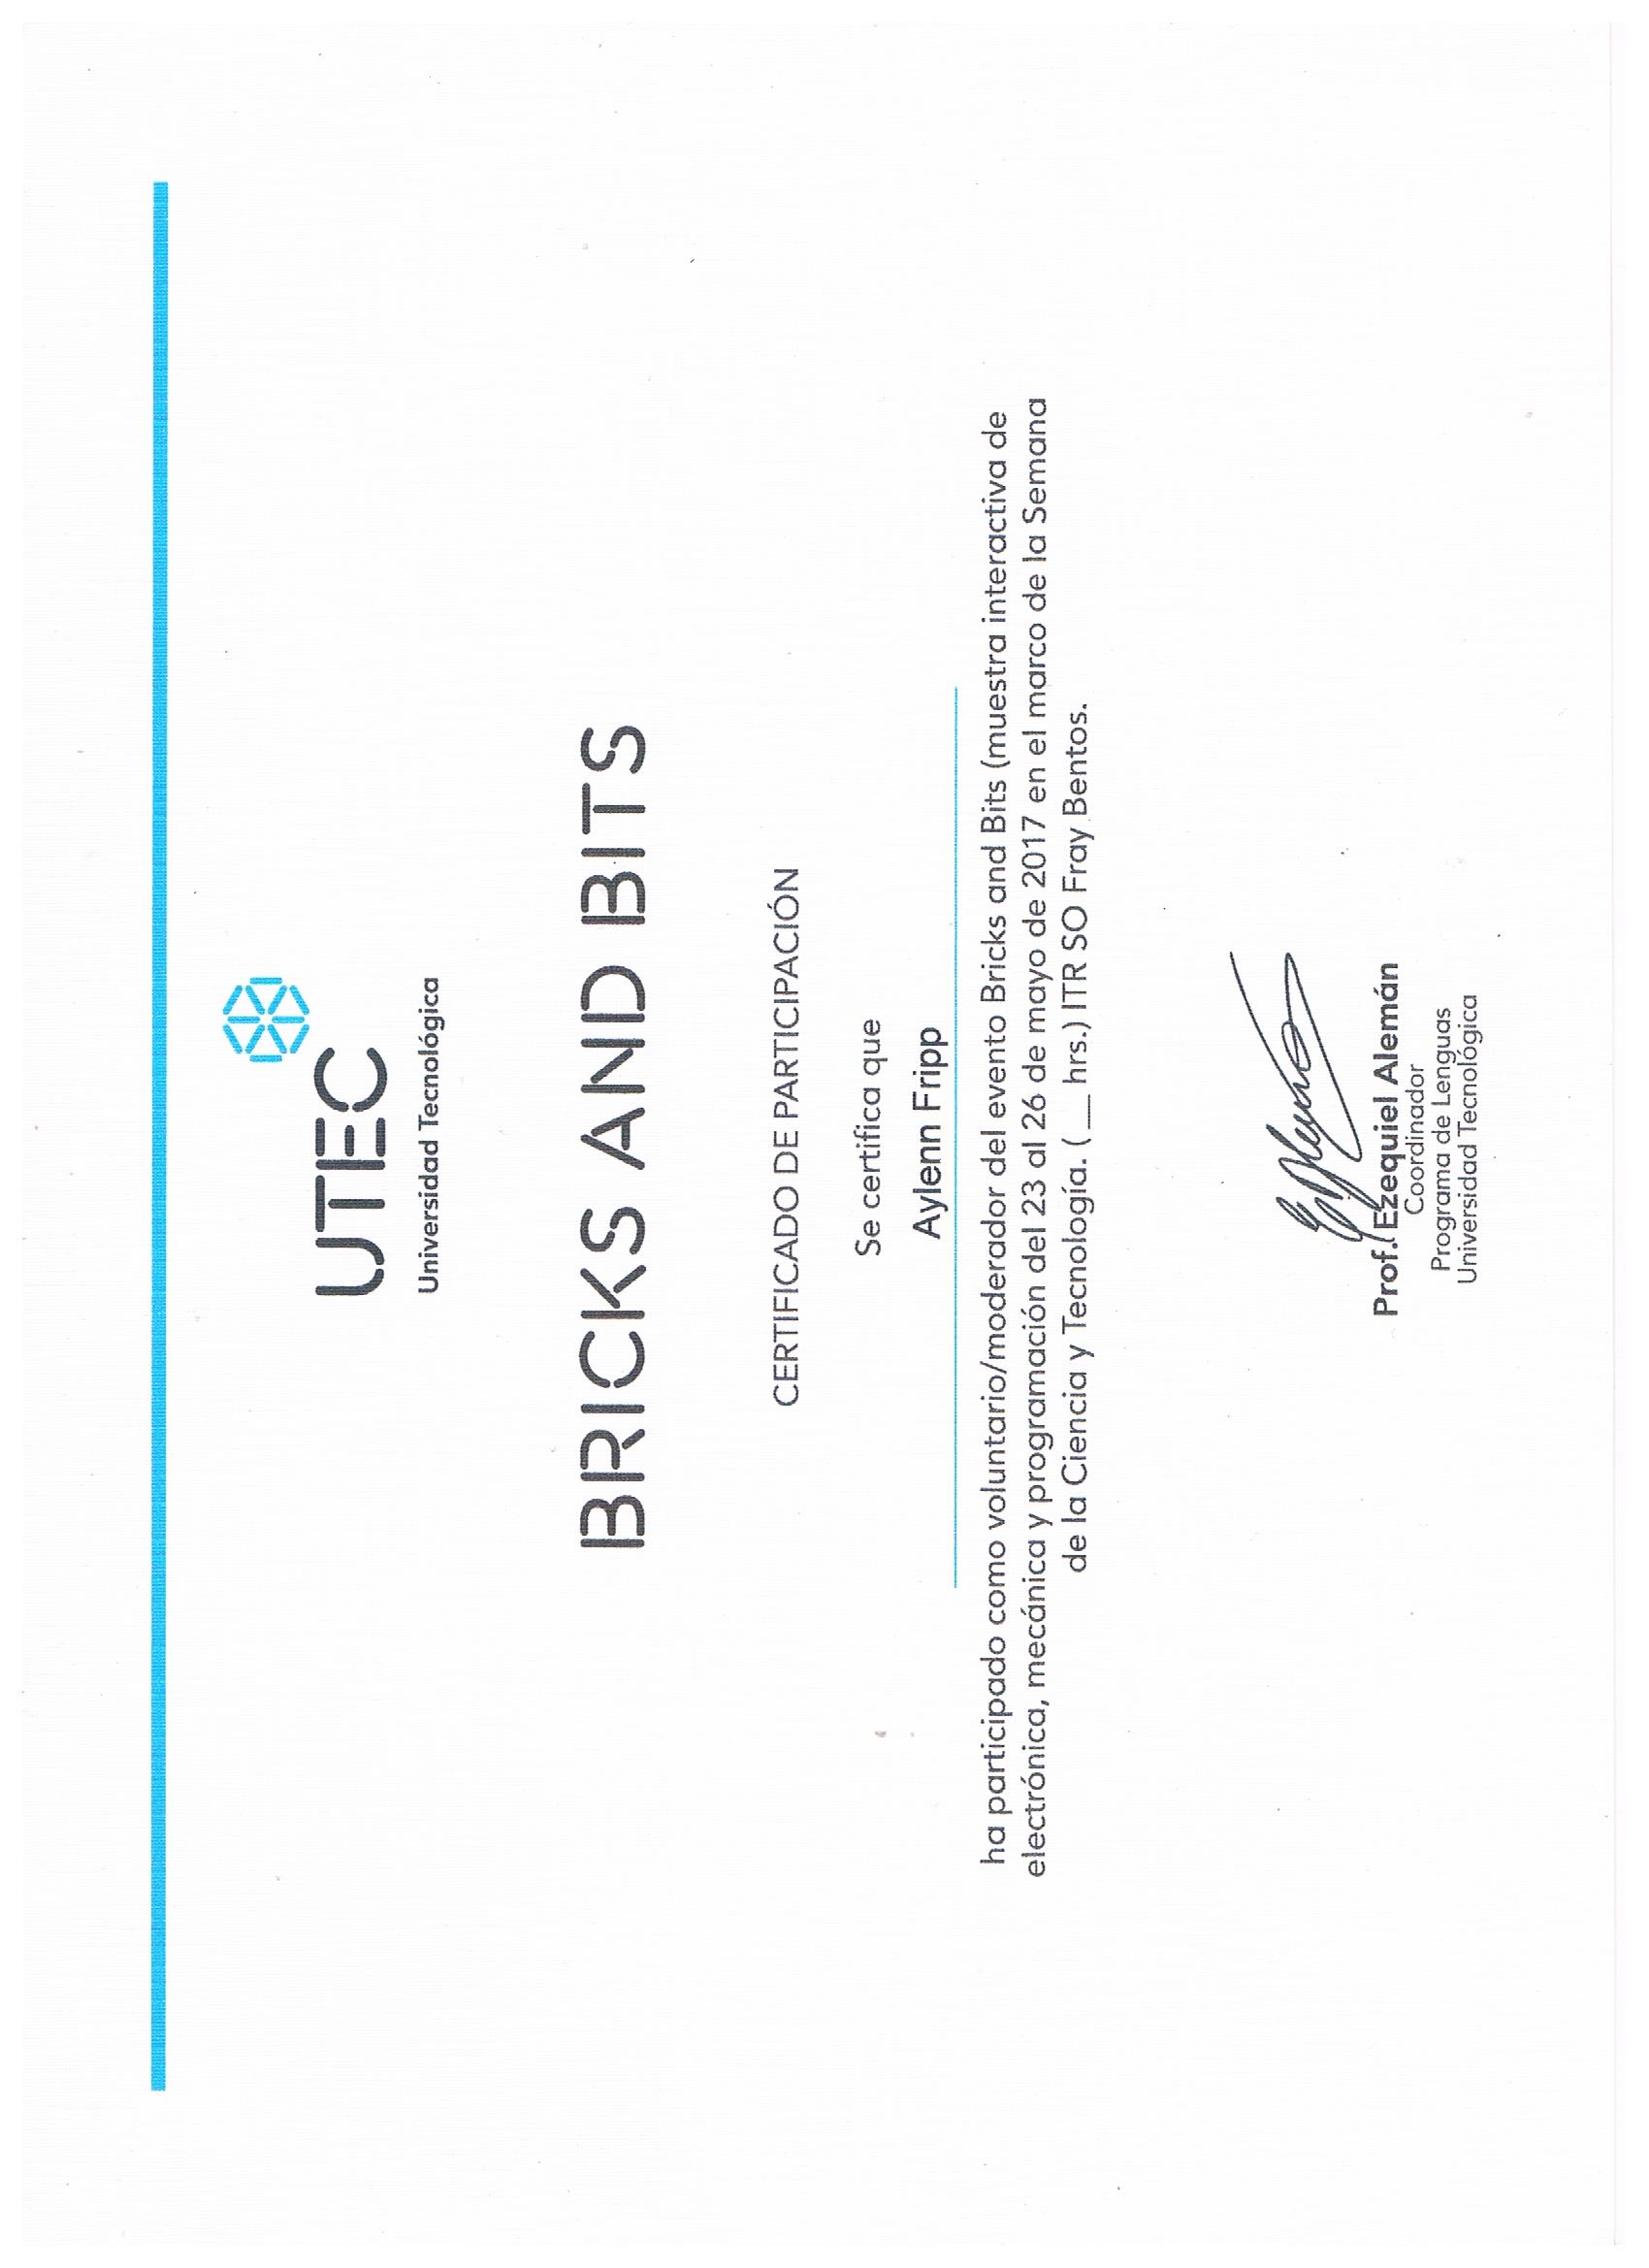 UTEC
Universidad Tecnológica
BRICKS AND BITS
CERTIFICADO DE PARTICIPACIÓN
Se certifica que
Aylenn Fripp
ha participado como voluntario/moderador del evento Bricks and Bits (muestra interactiva de
electrónica, mecánica y programación del 23 al 26 de mayo de 2017 en el marco de la Semana
de la Ciencia y Tecnología. ( __ hrs.) ITR SO Fray Bentos.
Prof. Ezequiel Alemán
Coordinador
Programa de Lenguas
Universidad Tecnológica